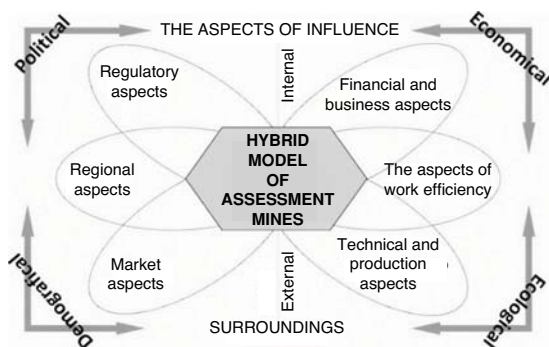 THE ASPECTS OF INFLUENCE
Political
Economical
Regulatory
aspects
Internal
Financial and
business aspects
Regional
aspects
HYBRID
MODEL
OF
ASSESSMENT
MINES
The aspects of
work efficiency
Market
aspects
External
Technical and
production
aspects
Demografical
Ecological
SURROUNDINGS